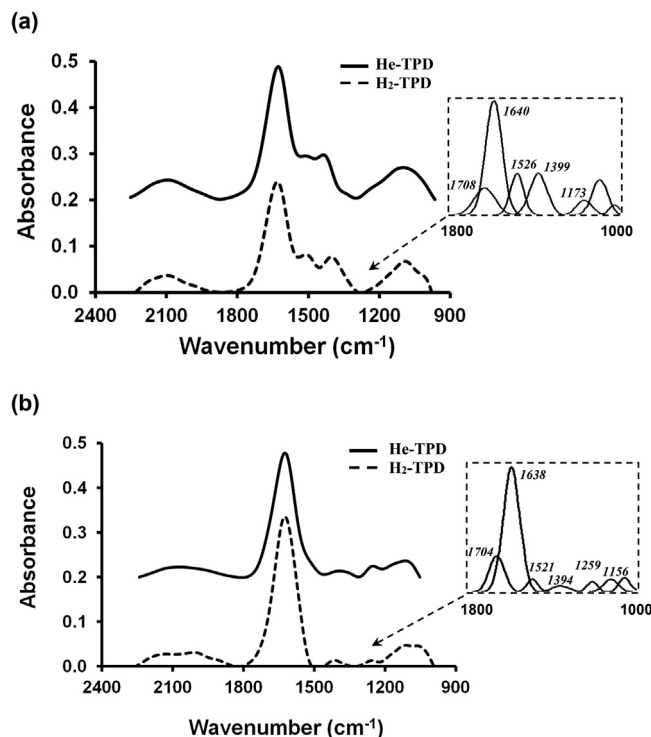 (a)
0.5
0.4
0.3
0.2
0.1
0.0
Absorbance
He-TPD
H2-TPD
1640
1708
1526
1399
1173
1800 1000
2400 2100 1800 1500 1200 900
Wavenumber (cm-1)
(b)
0.5
0.4
0.3
0.2
0.1
0.0
Absorbance
He-TPD
H2-TPD
1638
1704
1521
1394
1259
1156
1800 1000
2400 2100 1800 1500 1200 900
Wavenumber (cm-1)